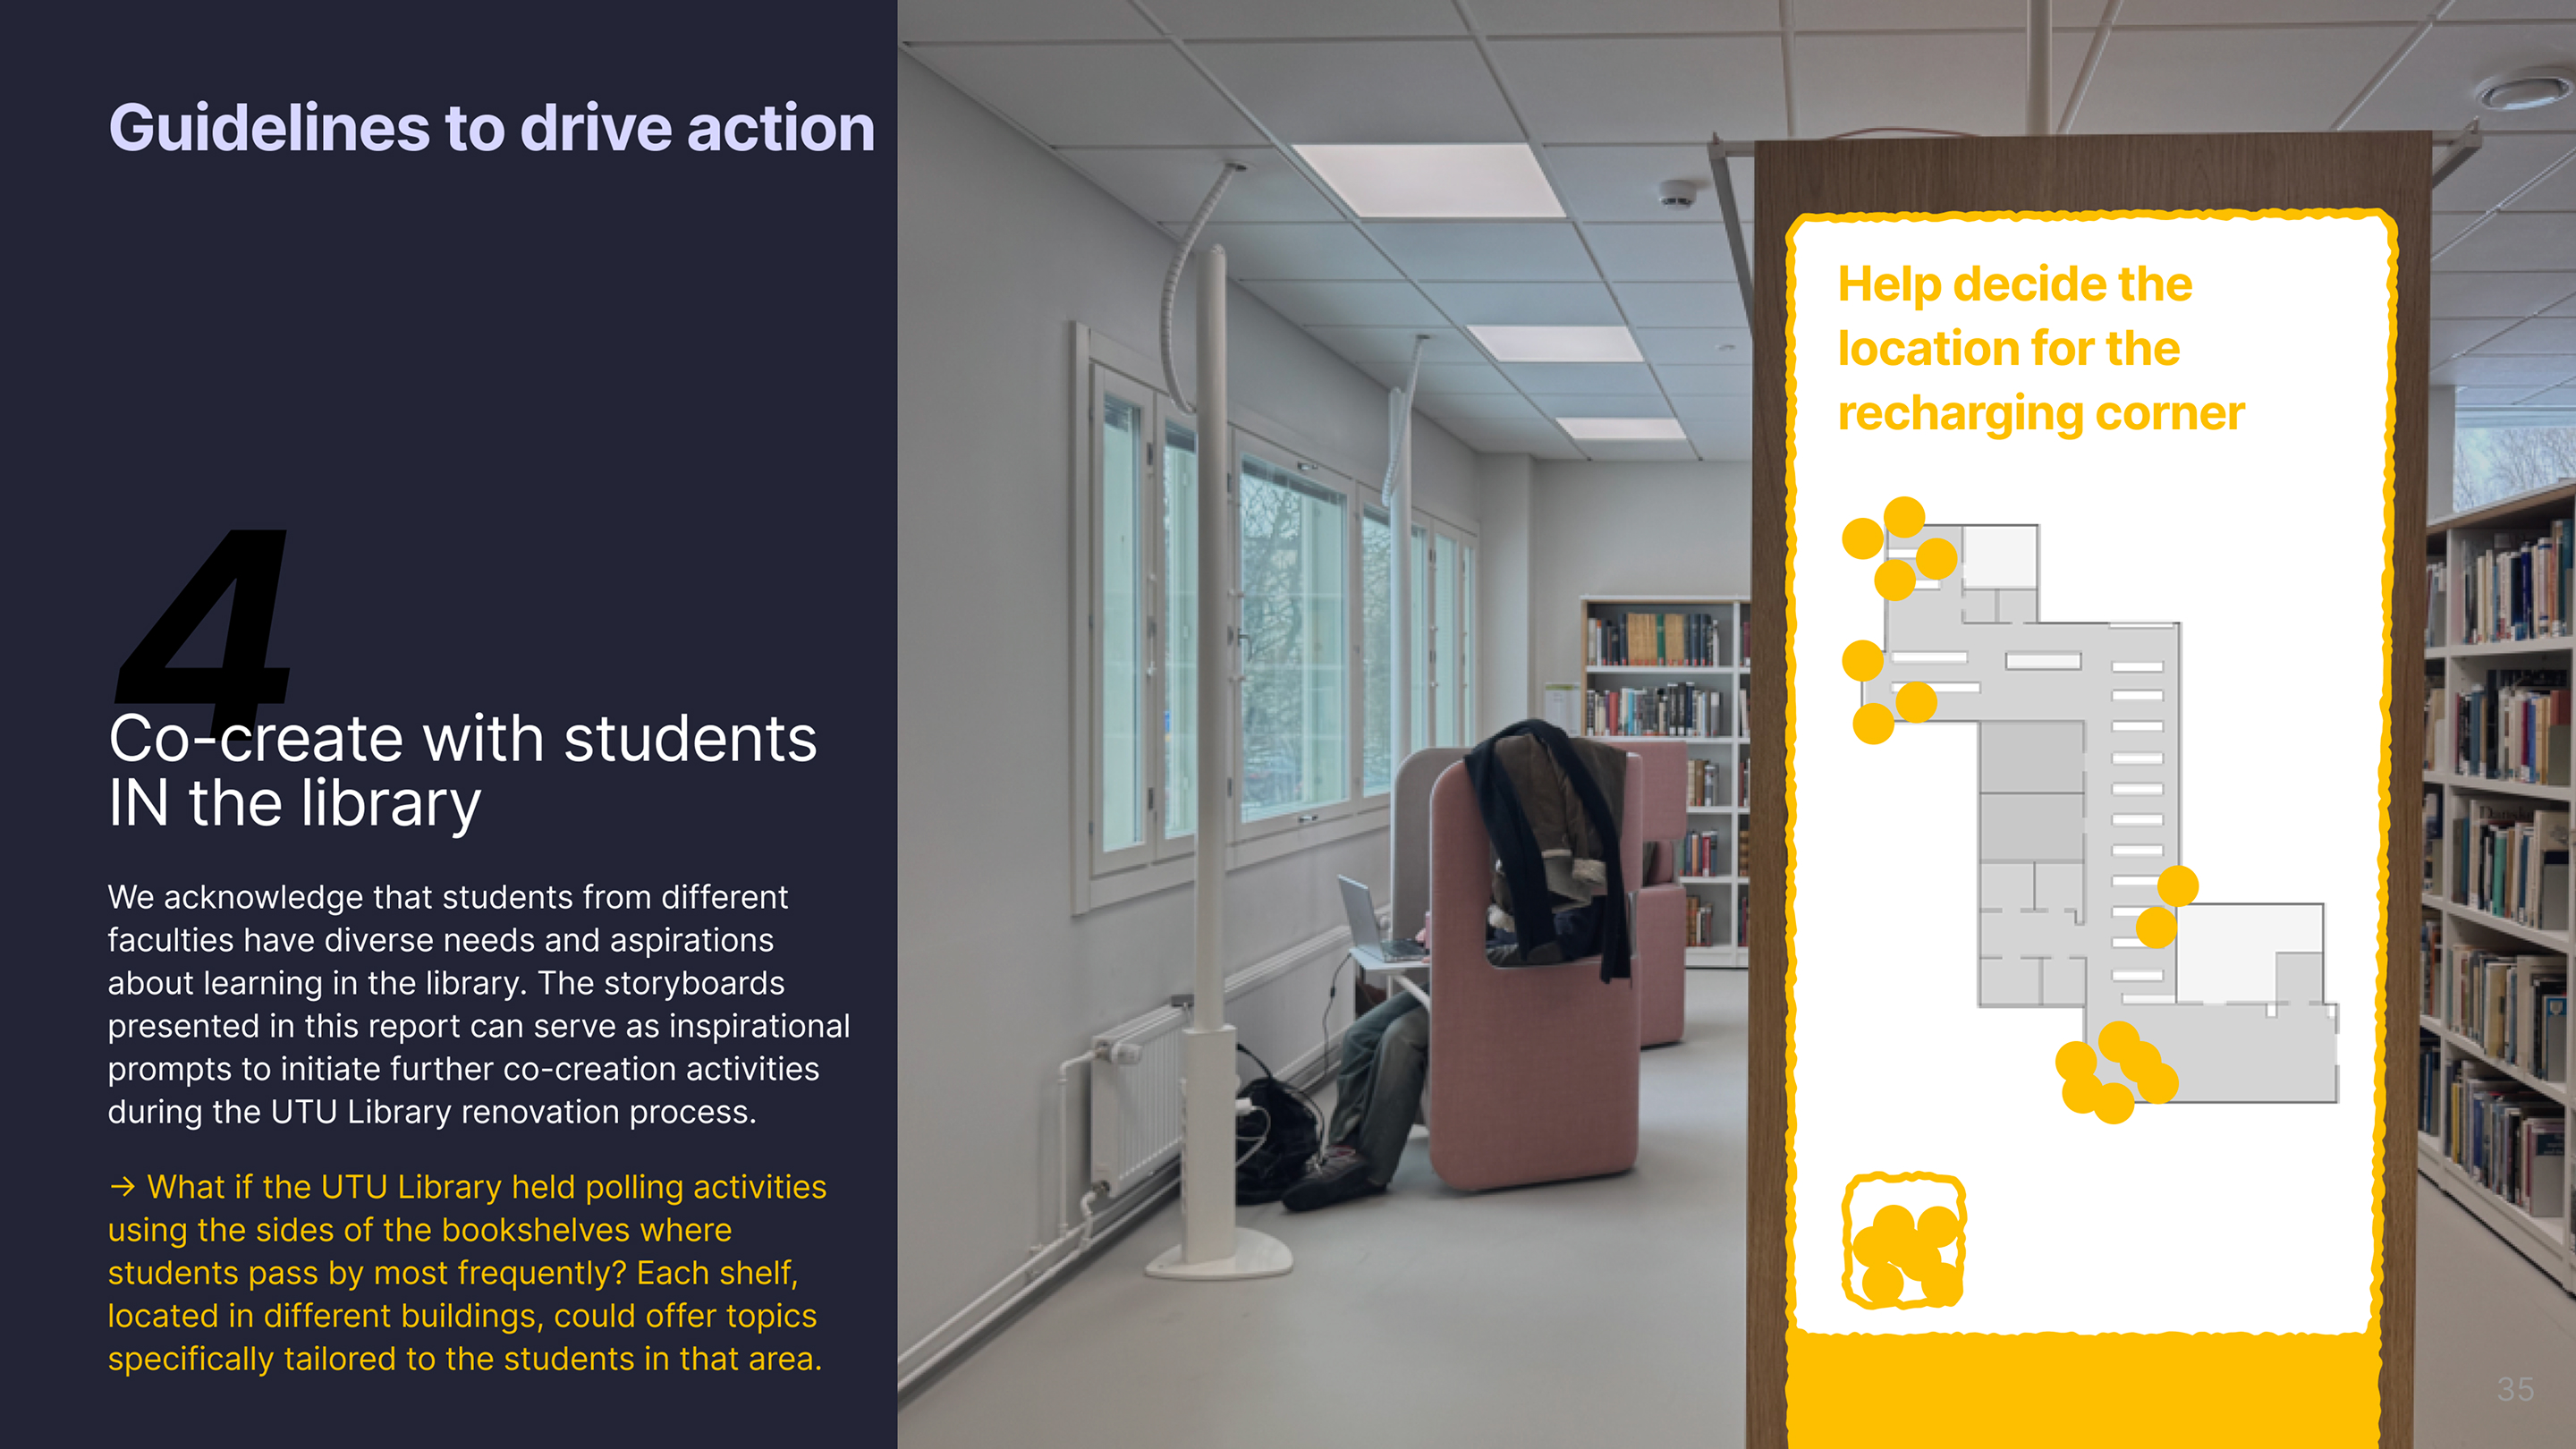 Guidelines to drive action
4
Co-create with students
IN the library
We acknowledge that students from different
faculties have diverse needs and aspirations
about learning in the library. The storyboards
presented in this report can serve as inspirational
prompts to initiate further co-creation activities
during the UTU Library renovation process.
→ What if the UTU Library held polling activities
using the sides of the bookshelves where
students pass by most frequently? Each shelf,
located in different buildings, could offer topics
specifically tailored to the students in that area.
Help decide the
location for the
recharging corner
35